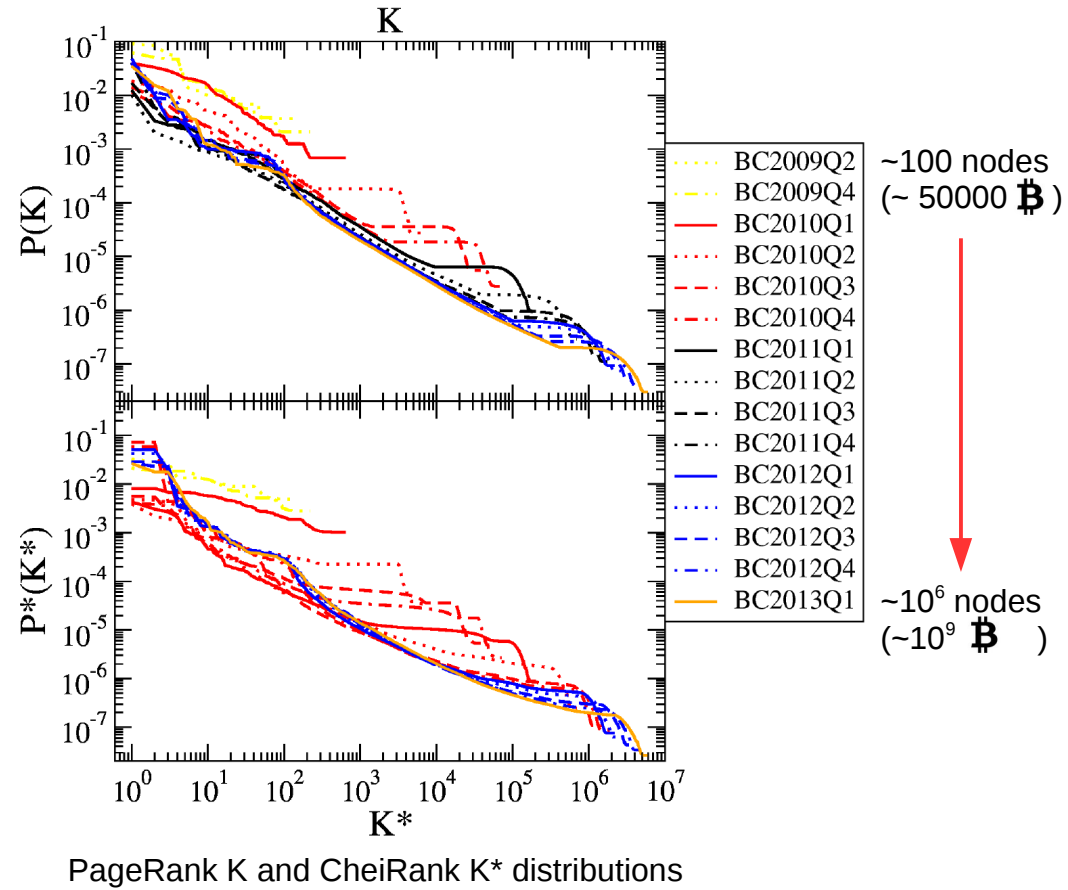 K
10^-1
10^-2
10^-3
10^-4
10^-5
10^-6
10^-7
P(K)
10^-1
10^-2
10^-3
10^-4
10^-5
10^-6
10^-7
P*(K*)
10^0 10^1 10^2 10^3 10^4 10^5 10^6 10^7
K*
BC2009Q2
BC2009Q4
BC2010Q1
BC2010Q2
BC2010Q3
BC2010Q4
BC2011Q1
BC2011Q2
BC2011Q3
BC2011Q4
BC2012Q1
BC2012Q2
BC2012Q3
BC2012Q4
BC2013Q1
~100 nodes
(~ 50000 ₿ )
~10^6 nodes
(~10^9 ₿ )
PageRank K and CheiRank K* distributions